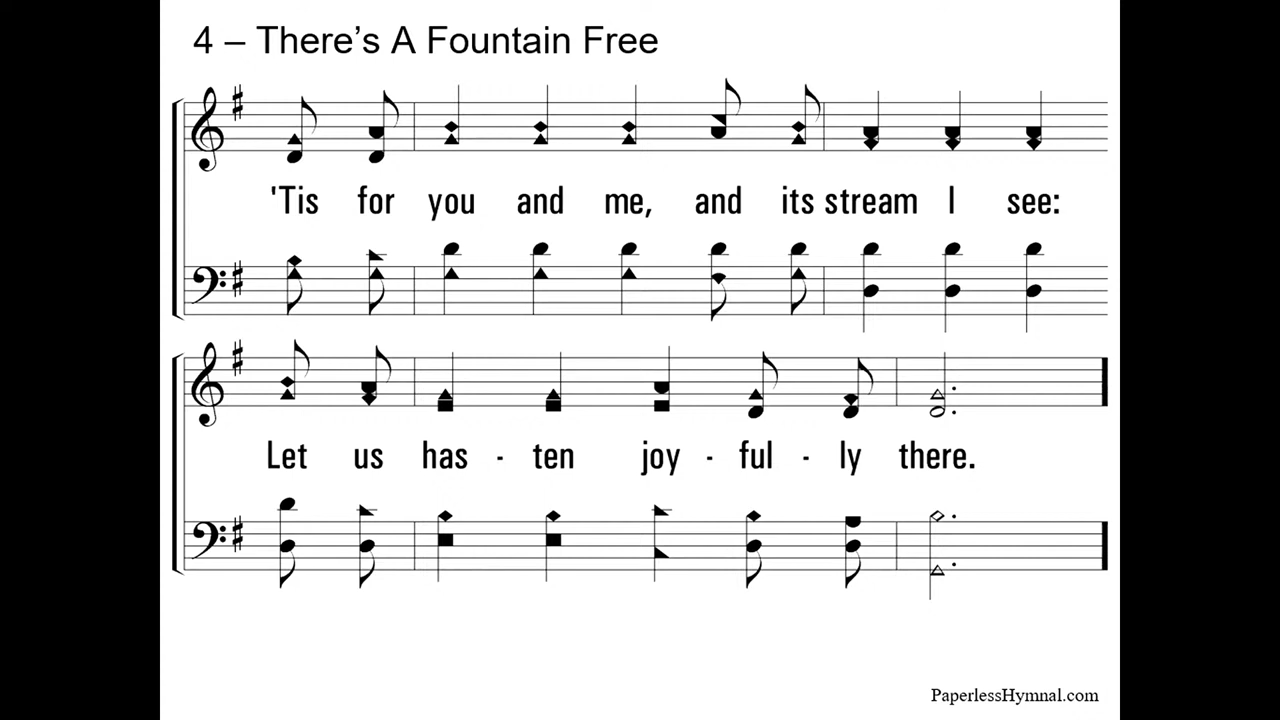 4 – There's A Fountain Free
'Tis for you and me, and its stream I see:
Let us has - ten joy - ful - ly there.
PaperlessHymnal.com